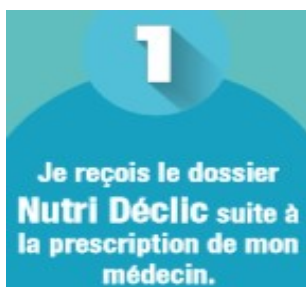 1
Je reçois le dossier
Nutri Déclic suite à
la prescription de mon
médecin.